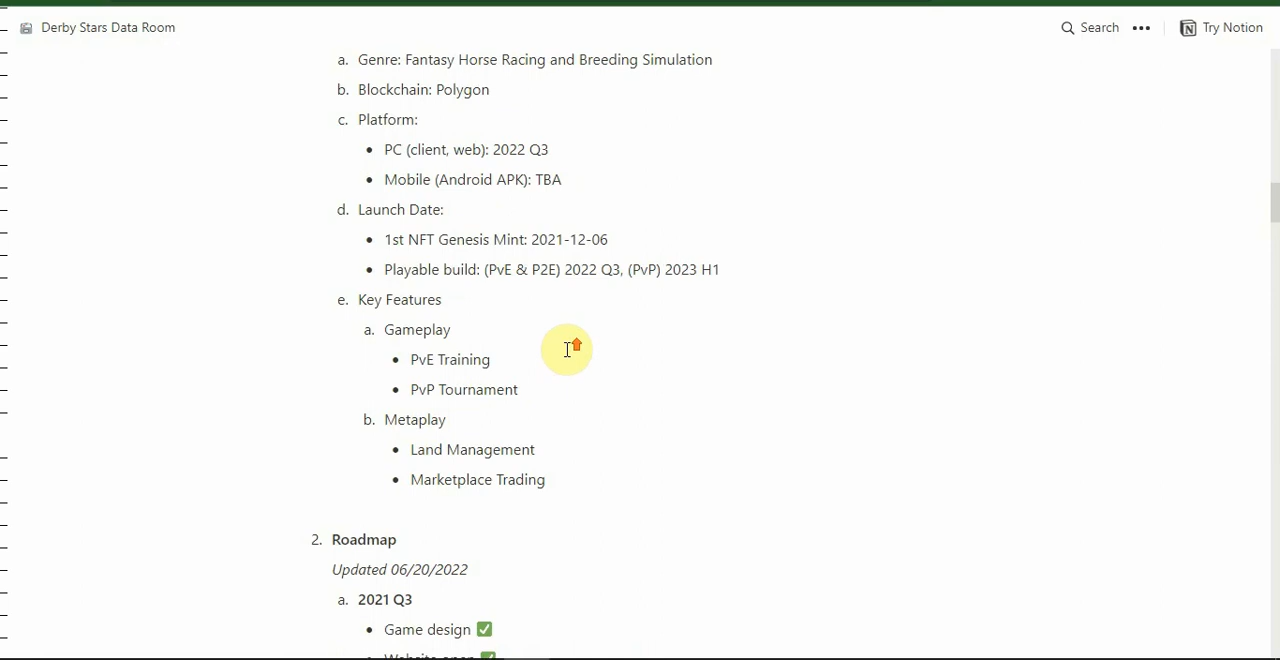 Derby Stars Data Room
Search
•••
Try Notion
a. Genre: Fantasy Horse Racing and Breeding Simulation
b. Blockchain: Polygon
c. Platform:
• PC (client, web): 2022 Q3
• Mobile (Android APK): TBA
d. Launch Date:
• 1st NFT Genesis Mint: 2021-12-06
• Playable build: (PvE & P2E) 2022 Q3, (PvP) 2023 H1
e. Key Features
a. Gameplay
• PvE Training
• PvP Tournament
b. Metaplay
• Land Management
• Marketplace Trading
2. Roadmap
Updated 06/20/2022
a. 2021 Q3
• Game design ✅